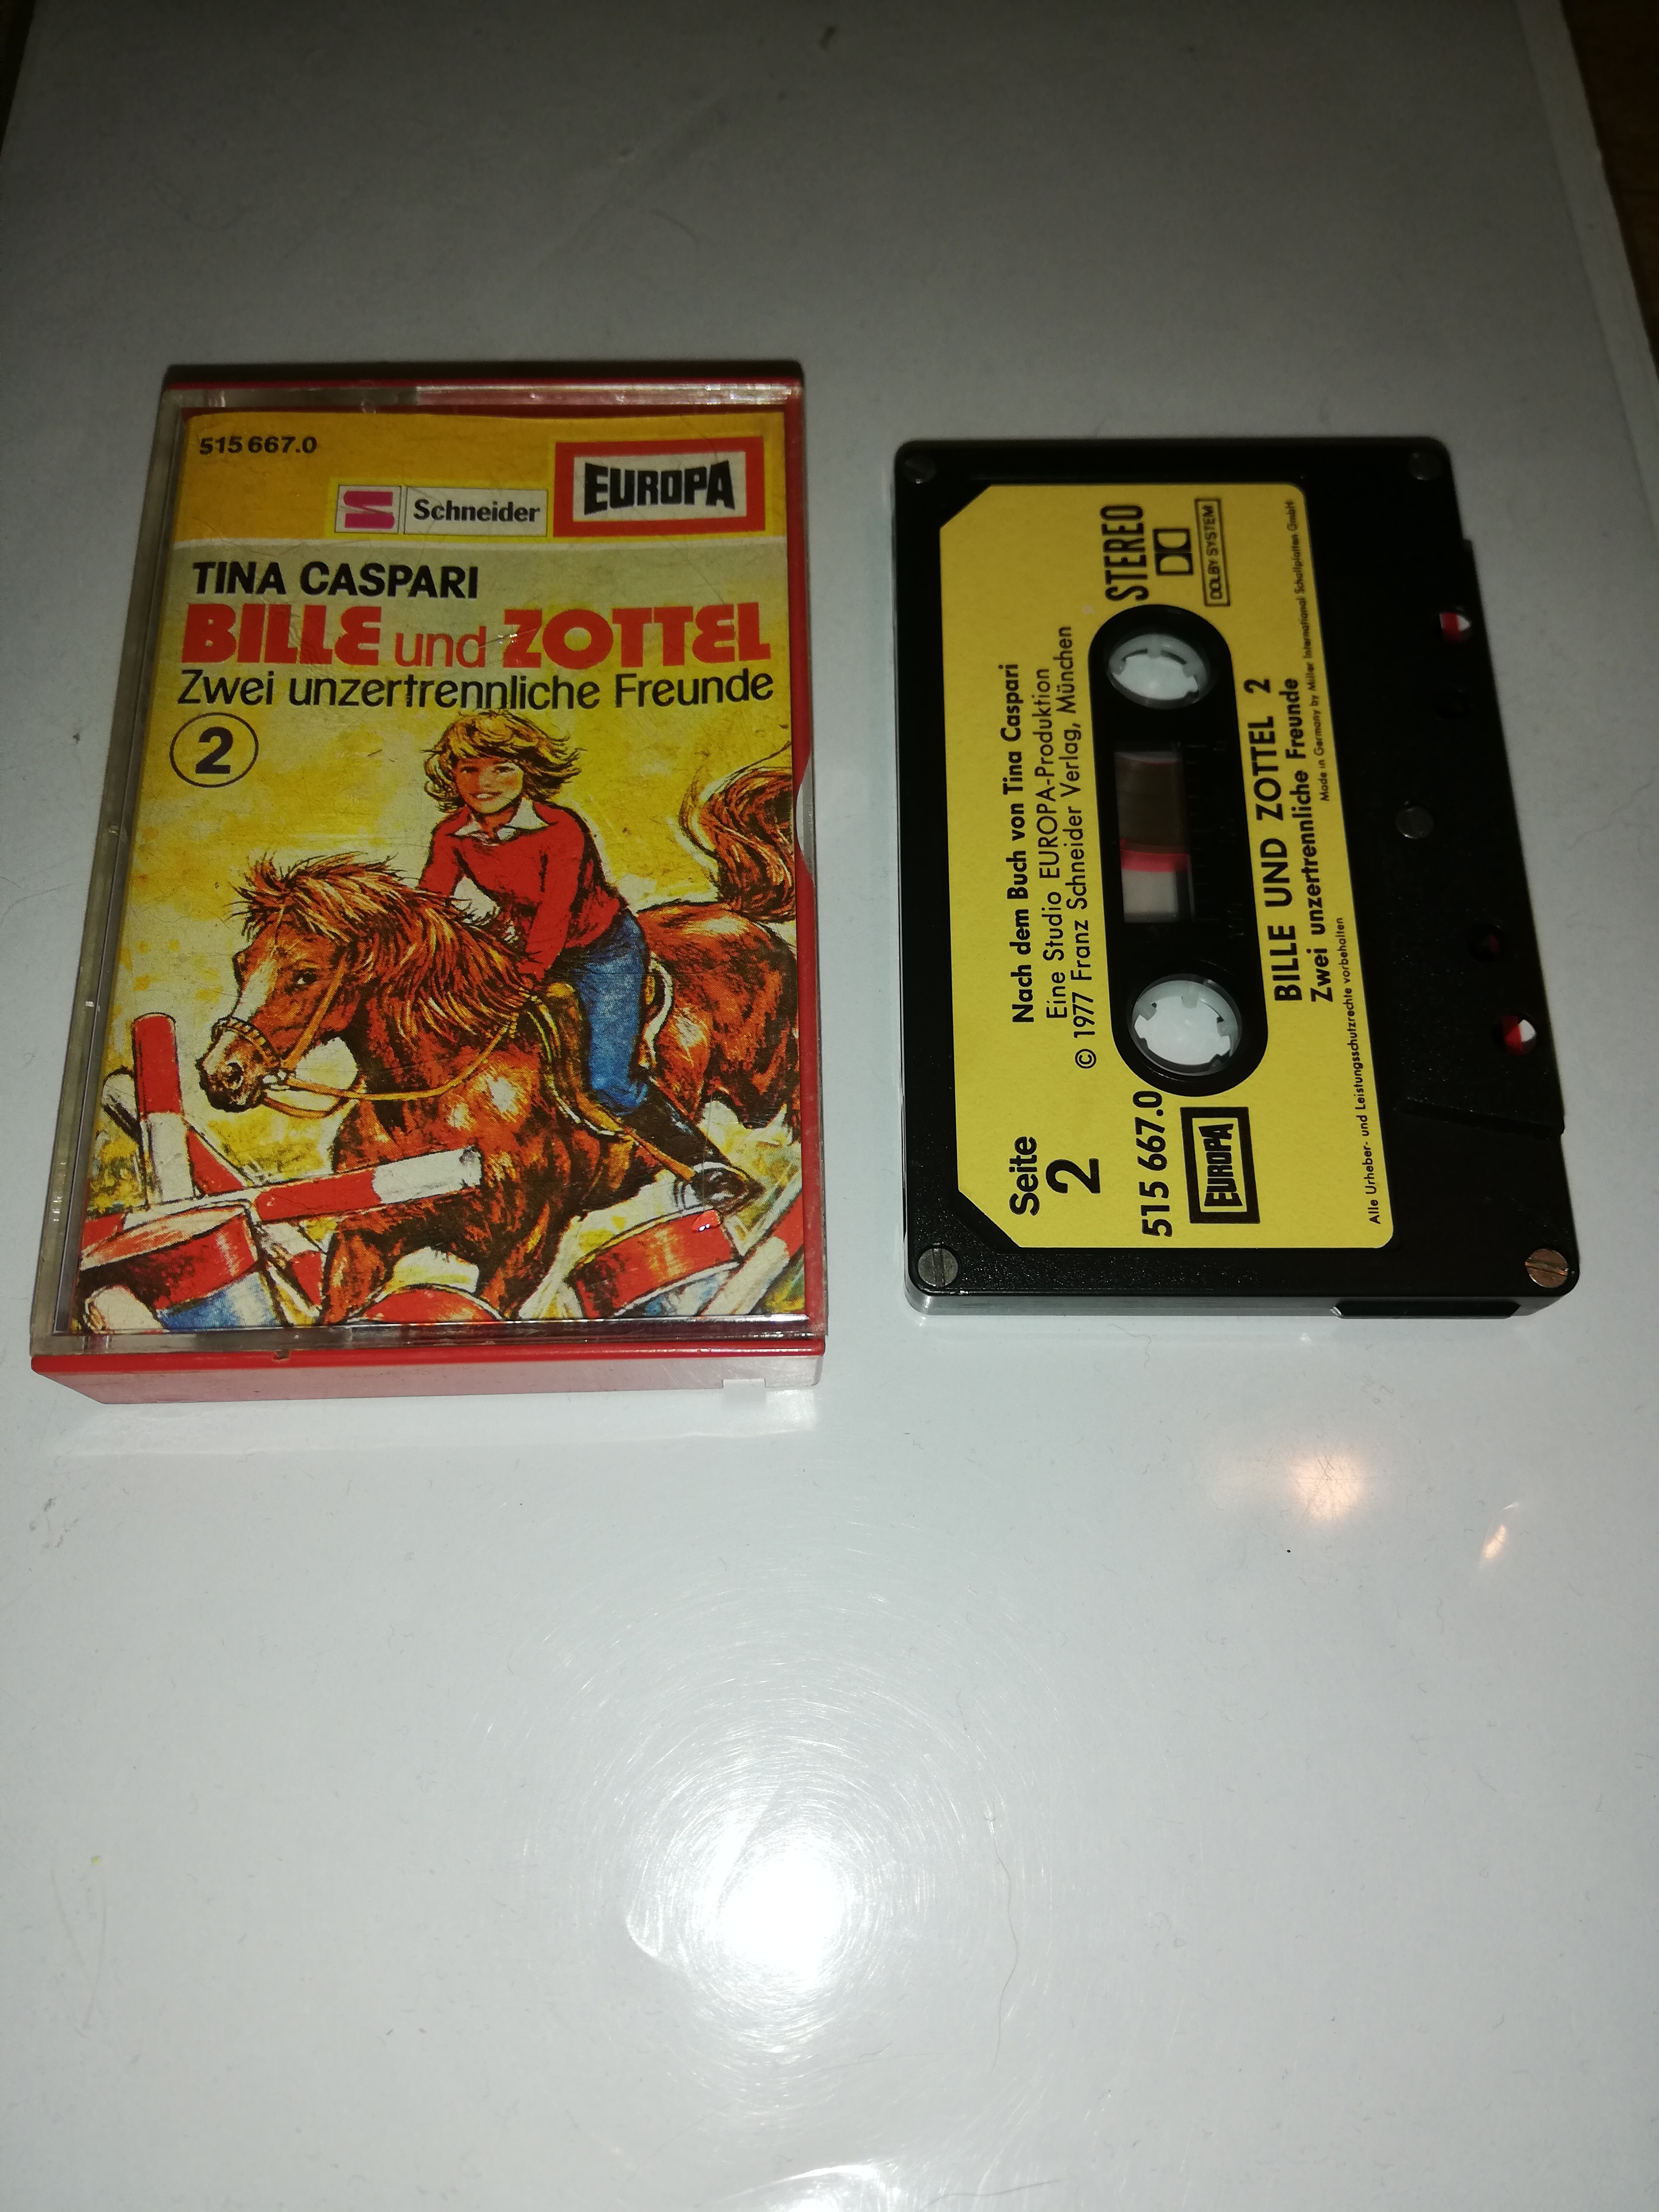 515 667.0
Schneider
EUROPA
TINA CASPARI
BILLE und ZOTTEL
Zwei unzertrennliche Freunde
2
Nach dem Buch von Tina Caspari
Eine Studio EUROPA-Produktion
© 1977 Franz Schneider Verlag, München
Seite
2
STEREO
DOLBY SYSTEM
515 667.0
EUROPA
BILLE UND ZOTTEL 2
Zwei unzertrennliche Freunde
Made in Germany by Miller International Schallplatten GmbH
Alle Urheber- und Leistungsschutzrechte vorbehalten